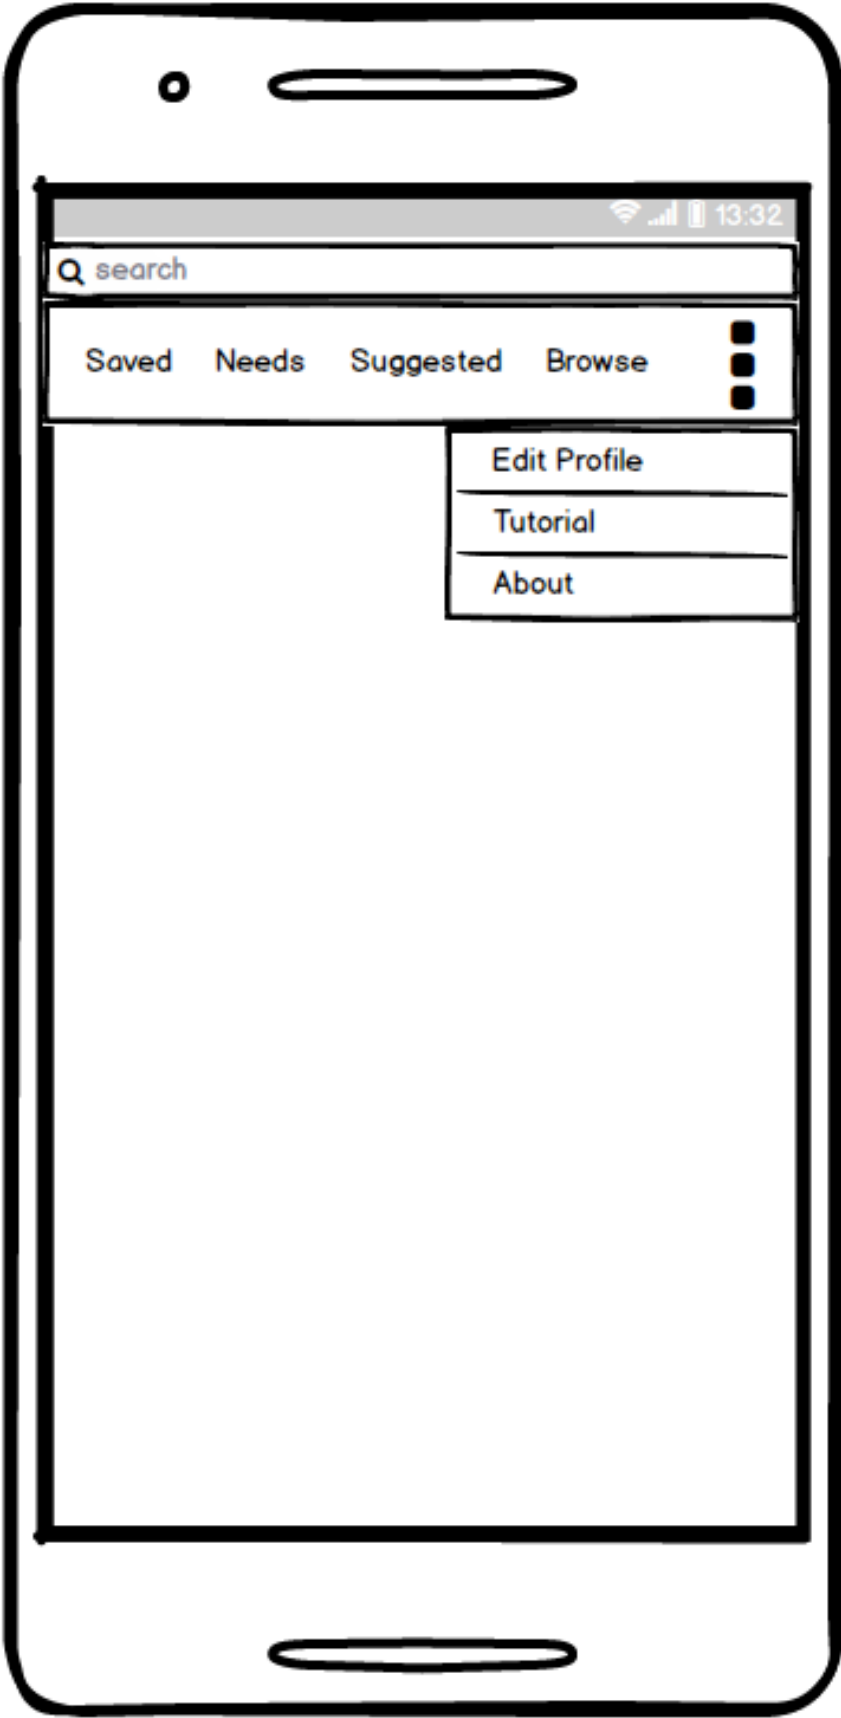 13:32
search
Saved Needs Suggested Browse
Edit Profile
Tutorial
About